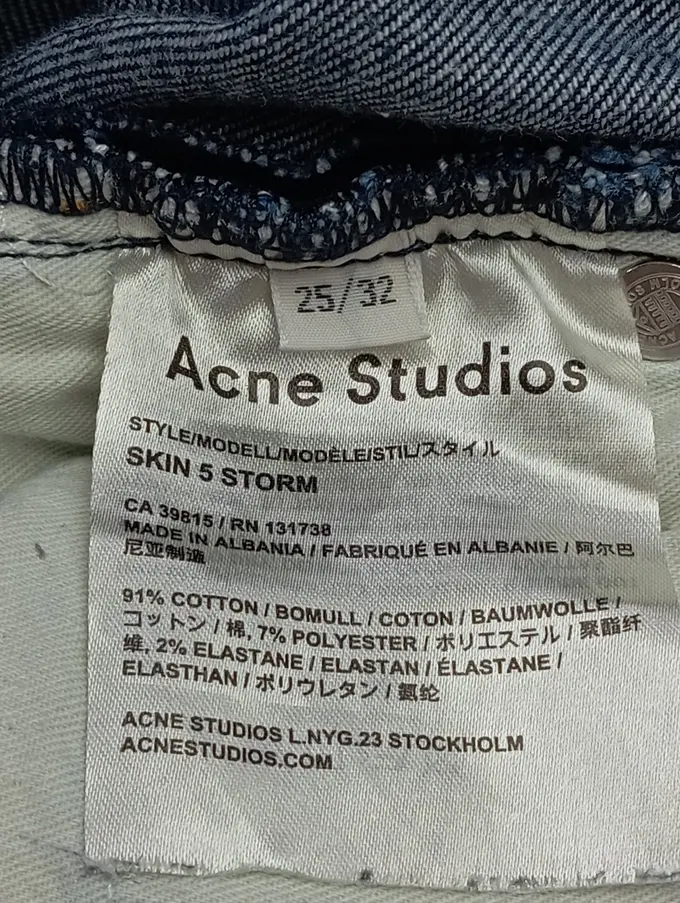 25/32
Acne Studios
STYLE/MODELL/MODÈLE/STIL/スタイル
SKIN 5 STORM
CA 39815 / RN 131738
MADE IN ALBANIA / FABRIQUÉ EN ALBANIE / 阿尔巴
尼亚制造
91% COTTON / BOMULL / COTON / BAUMWOLLE /
コットン / 棉, 7% POLYESTER / ポリエステル / 聚酯纤
维, 2% ELASTANE / ELASTAN / ÉLASTANE /
ELASTHAN / ポリウレタン / 氨纶
ACNE STUDIOS L.NYG.23 STOCKHOLM
ACNESTUDIOS.COM